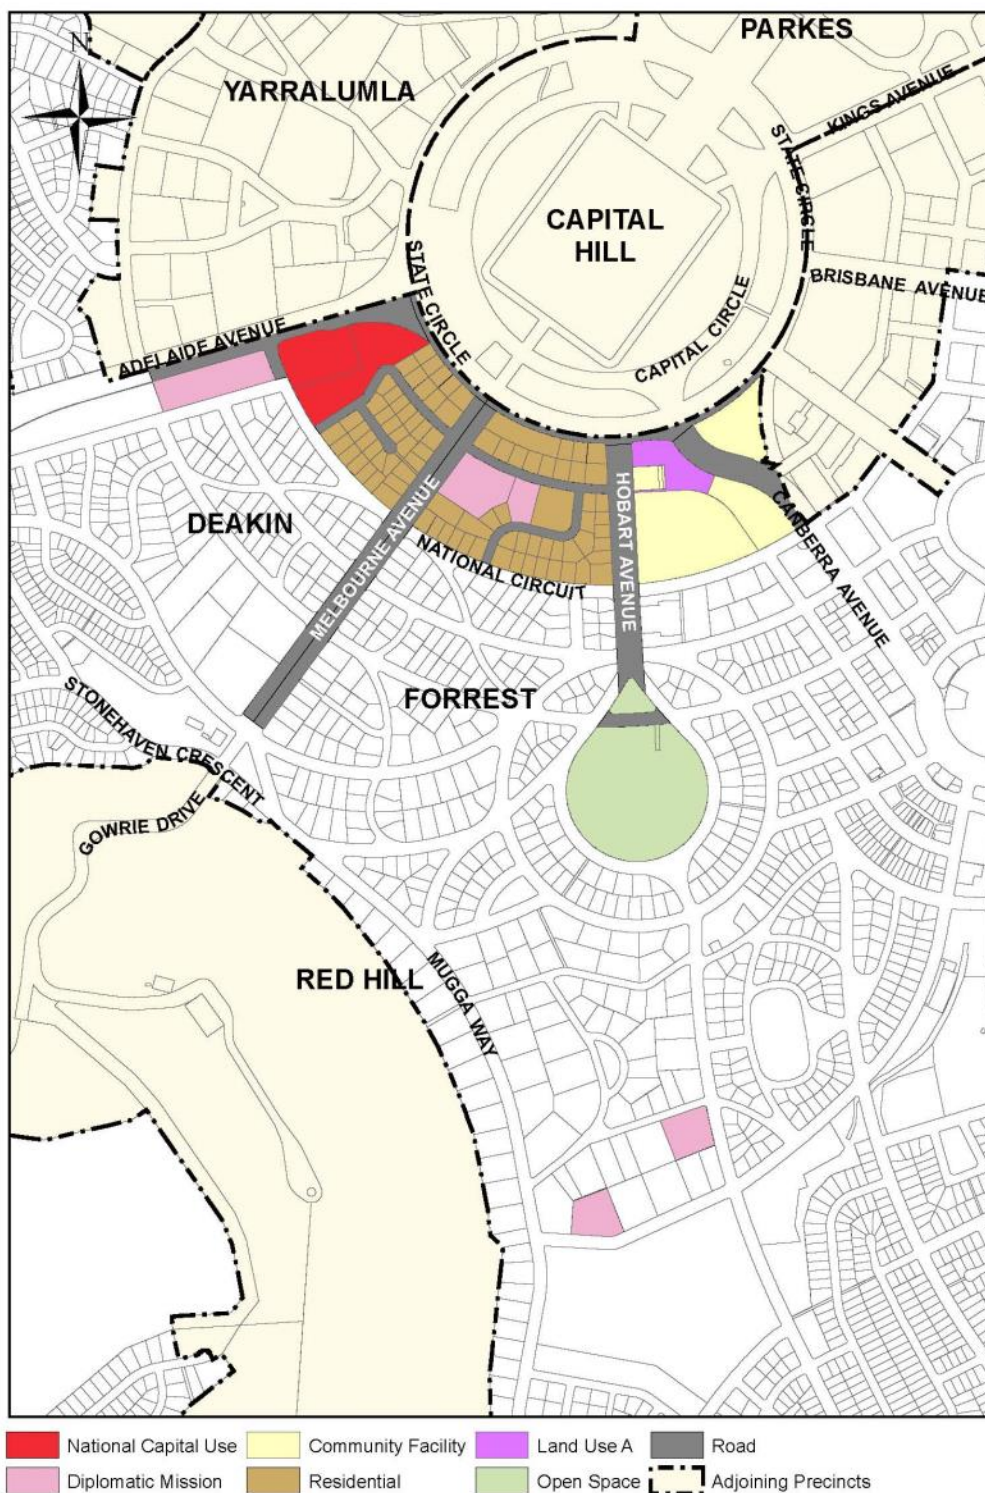 PARKES
N
YARRALUMLA
KINGS AVENUE
STATE CIRCLE
CAPITAL
HILL
STATE CIRCLE
BRISBANE AVENUE
CAPITAL CIRCLE
ADELAIDE AVENUE
HOBART AVENUE
MELBOURNE AVENUE
DEAKIN
NATIONAL CIRCUIT
CANBERRA AVENUE
FORREST
STONEHAVEN CRESCENT
GOWRIE DRIVE
RED HILL
MUGGA WAY
National Capital Use
Community Facility
Land Use A
Road
Diplomatic Mission
Residential
Open Space
Adjoining Precincts